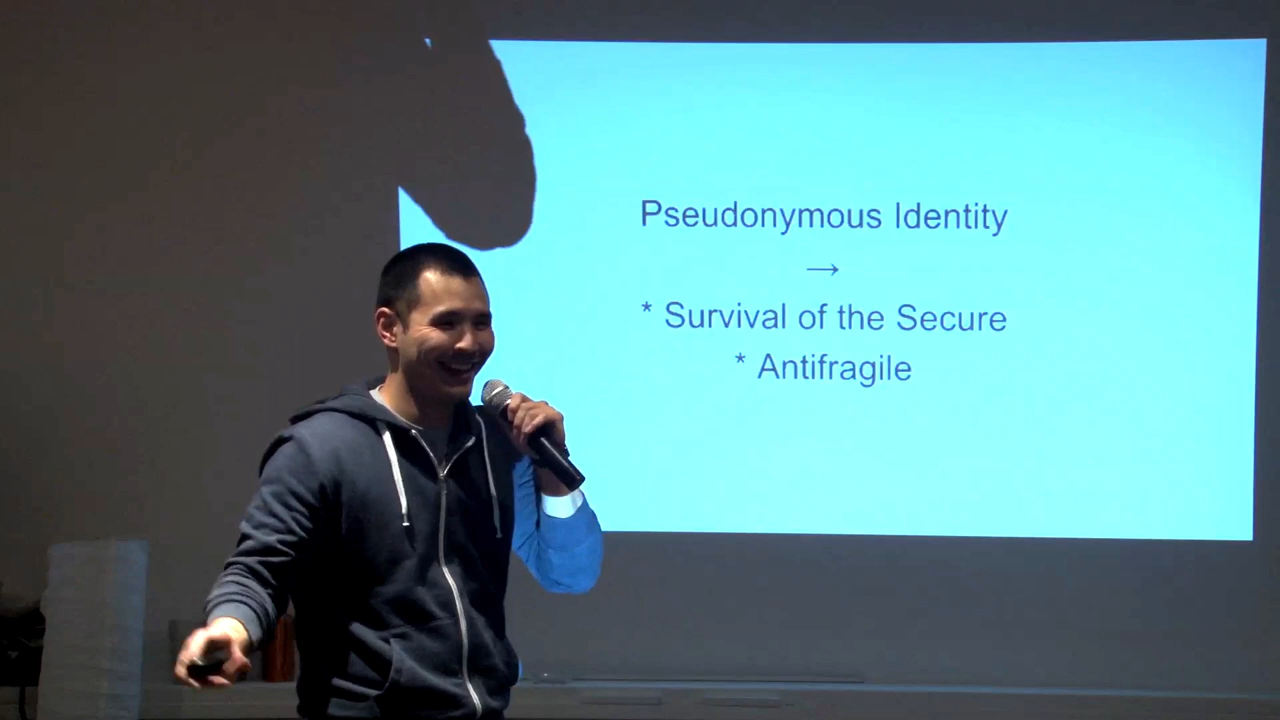 Pseudonymous Identity
→
* Survival of the Secure
* Antifragile